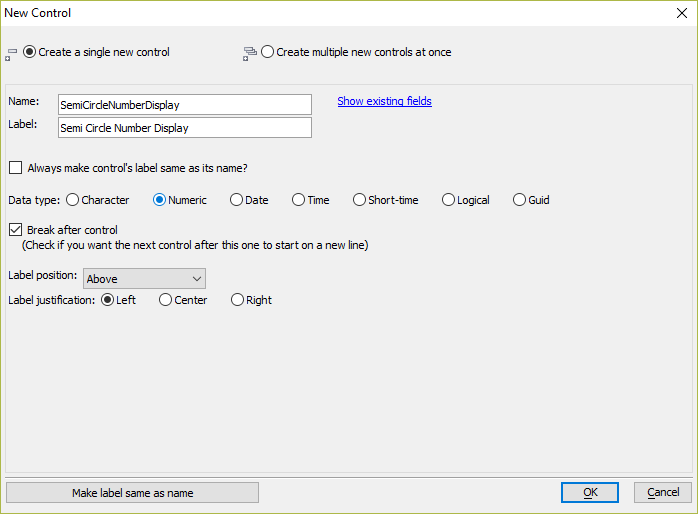 New Control
Create a single new control Create multiple new controls at once
Name: SemiCircleNumberDisplay Show existing fields
Label: Semi Circle Number Display
Always make control's label same as its name?
Data type: Character Numeric Date Time Short-time Logical Guid
Break after control
(Check if you want the next control after this one to start on a new line)
Label position: Above
Label justification: Left Center Right
Make label same as name OK Cancel